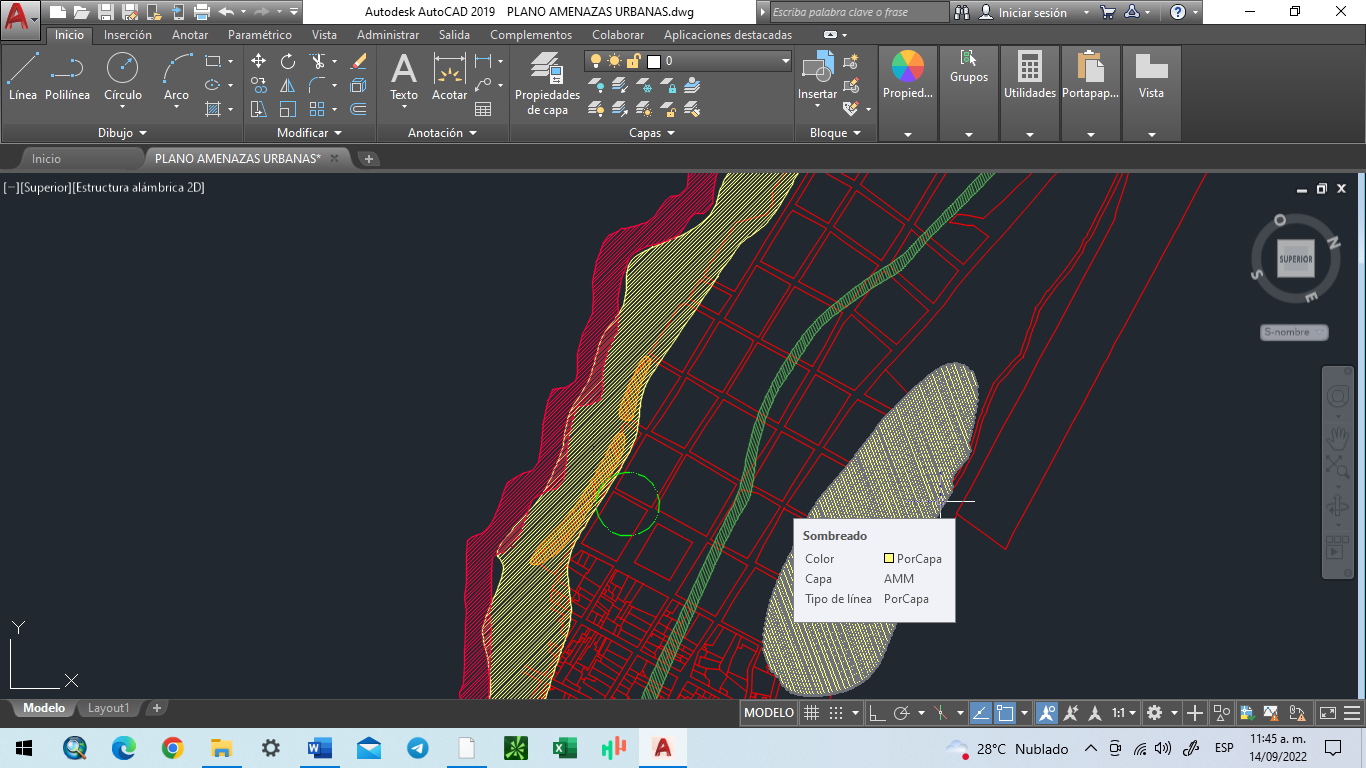 Autodesk AutoCAD 2019 PLANO AMENAZAS URBANAS.dwg
Escriba palabra clave o frase
Iniciar sesión
Inicio Inserción Anotar Paramétrico Vista Administrar Salida Complementos Colaborar Aplicaciones destacadas
0
Línea Polilínea Círculo Arco
Texto Acotar
Propiedades
de capa
Insertar
Propied... Grupos Utilidades Portapap... Vista
Dibujo Modificar Anotación Capas Bloque
Inicio PLANO AMENAZAS URBANAS*
[−][Superior][Estructura alámbrica 2D]
O
N
SUPERIOR
S
E
S-nombre
Sombreado
Color PorCapa
Capa AMM
Tipo de línea PorCapa
Y
X
Modelo Layout1
MODELO
1:1
28°C Nublado
ESP
11:45 a. m.
14/09/2022